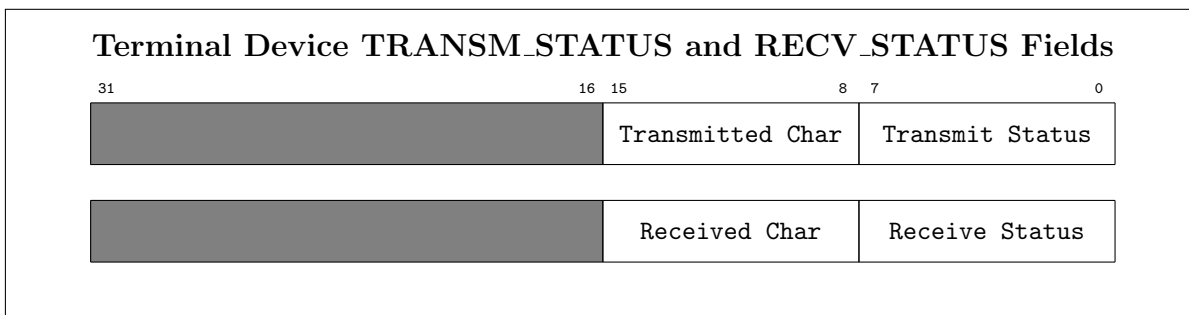 Terminal Device TRANSM_STATUS and RECV_STATUS Fields
31 16 15 8 7 0
Transmitted Char Transmit Status
Received Char Receive Status